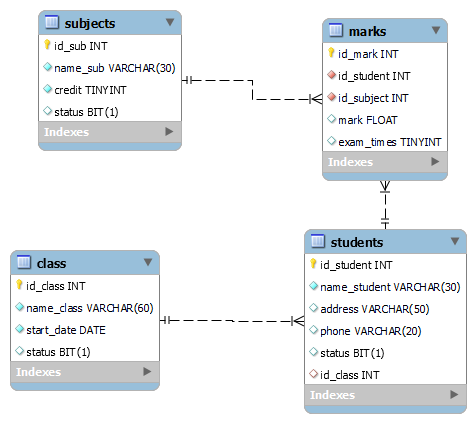 subjects
id_sub INT
name_sub VARCHAR(30)
credit TINYINT
status BIT(1)
Indexes
marks
id_mark INT
id_student INT
id_subject INT
mark FLOAT
exam_times TINYINT
Indexes
class
id_class INT
name_class VARCHAR(60)
start_date DATE
status BIT(1)
Indexes
students
id_student INT
name_student VARCHAR(30)
address VARCHAR(50)
phone VARCHAR(20)
status BIT(1)
id_class INT
Indexes